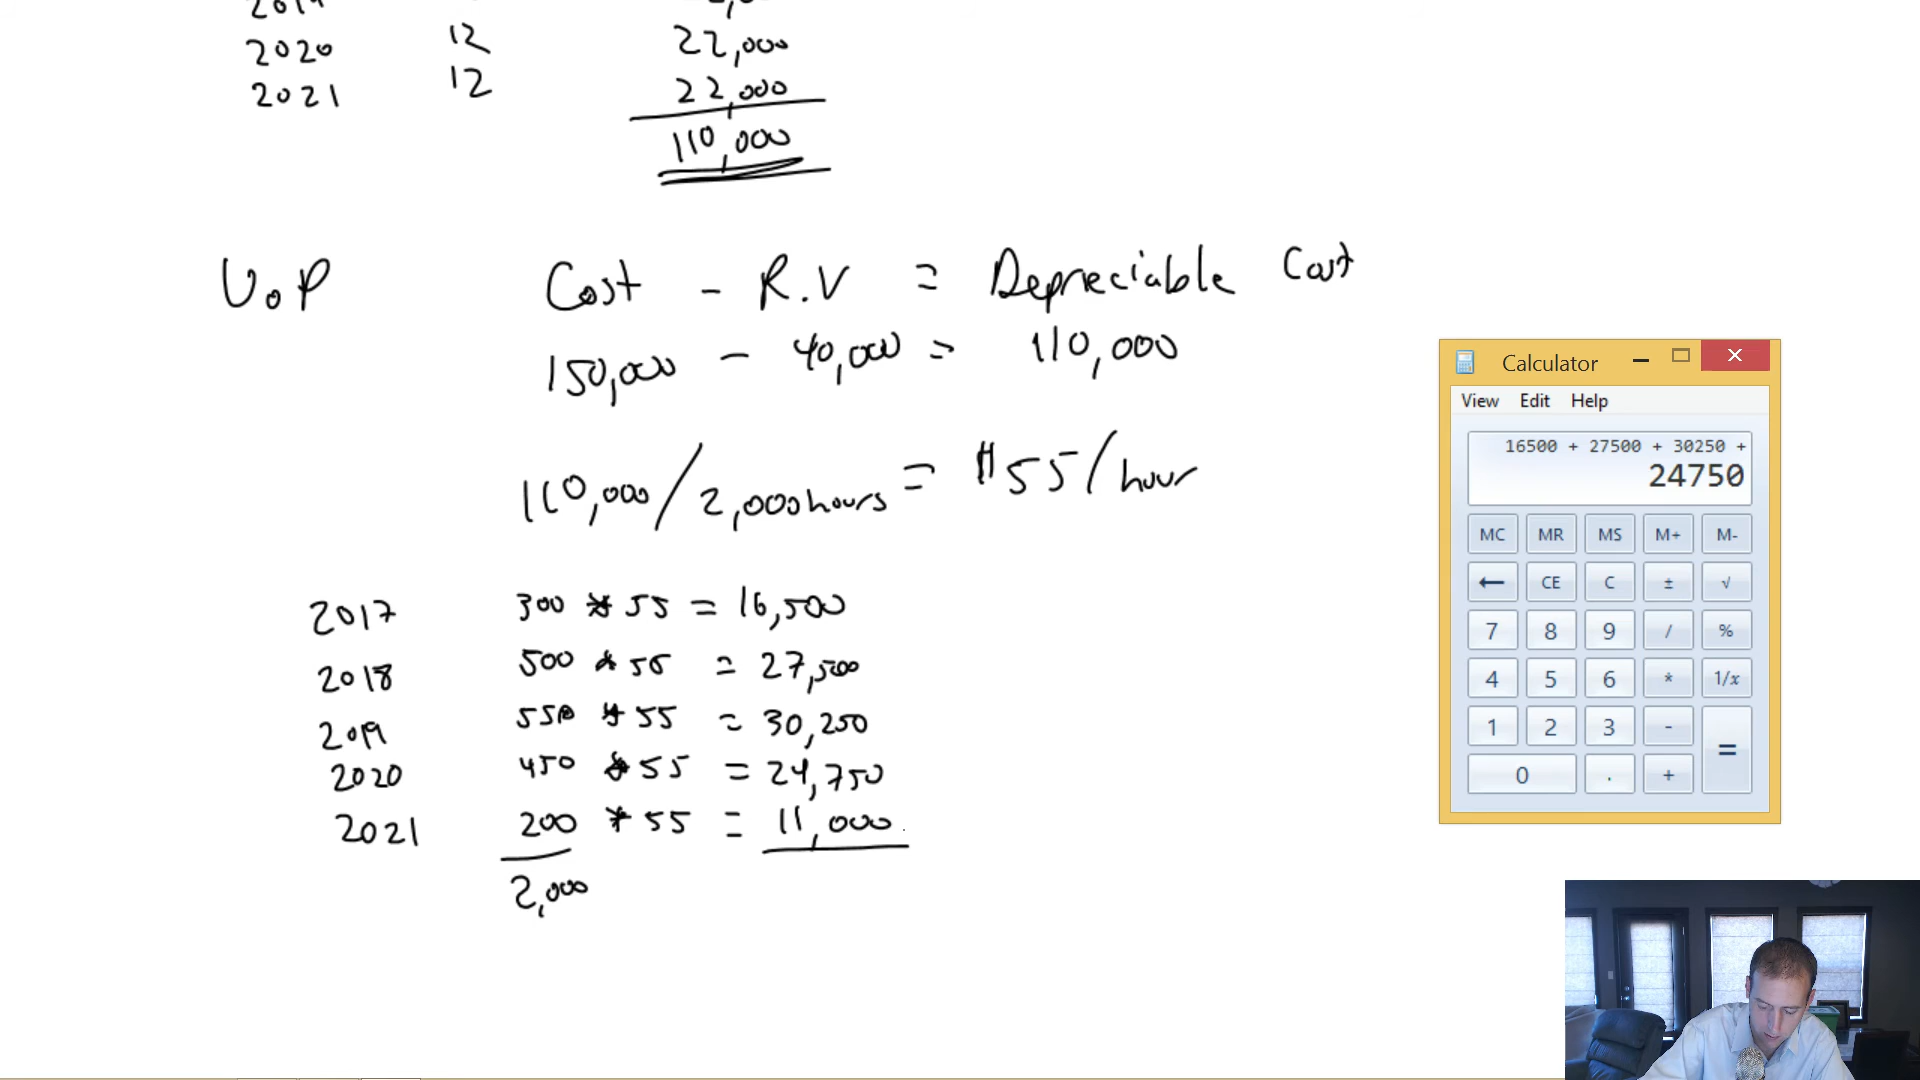 2019
2020 12 22,000
2021 12 22,000
110,000
U.o.P Cost - R.V = Depreciable Cost
150,000 - 40,000 = 110,000
110,000 / 2,000 hours = $55 / hour
2017 300 * 55 = 16,500
2018 500 * 55 = 27,500
2019 550 * 55 = 30,250
2020 450 * 55 = 24,750
2021 200 * 55 = 11,000
2,000
Calculator
View Edit Help
16500 + 27500 + 30250 +
24750
MC MR MS M+ M-
← CE C ± √
7 8 9 / %
4 5 6 * 1/x
1 2 3 - =
0 . +